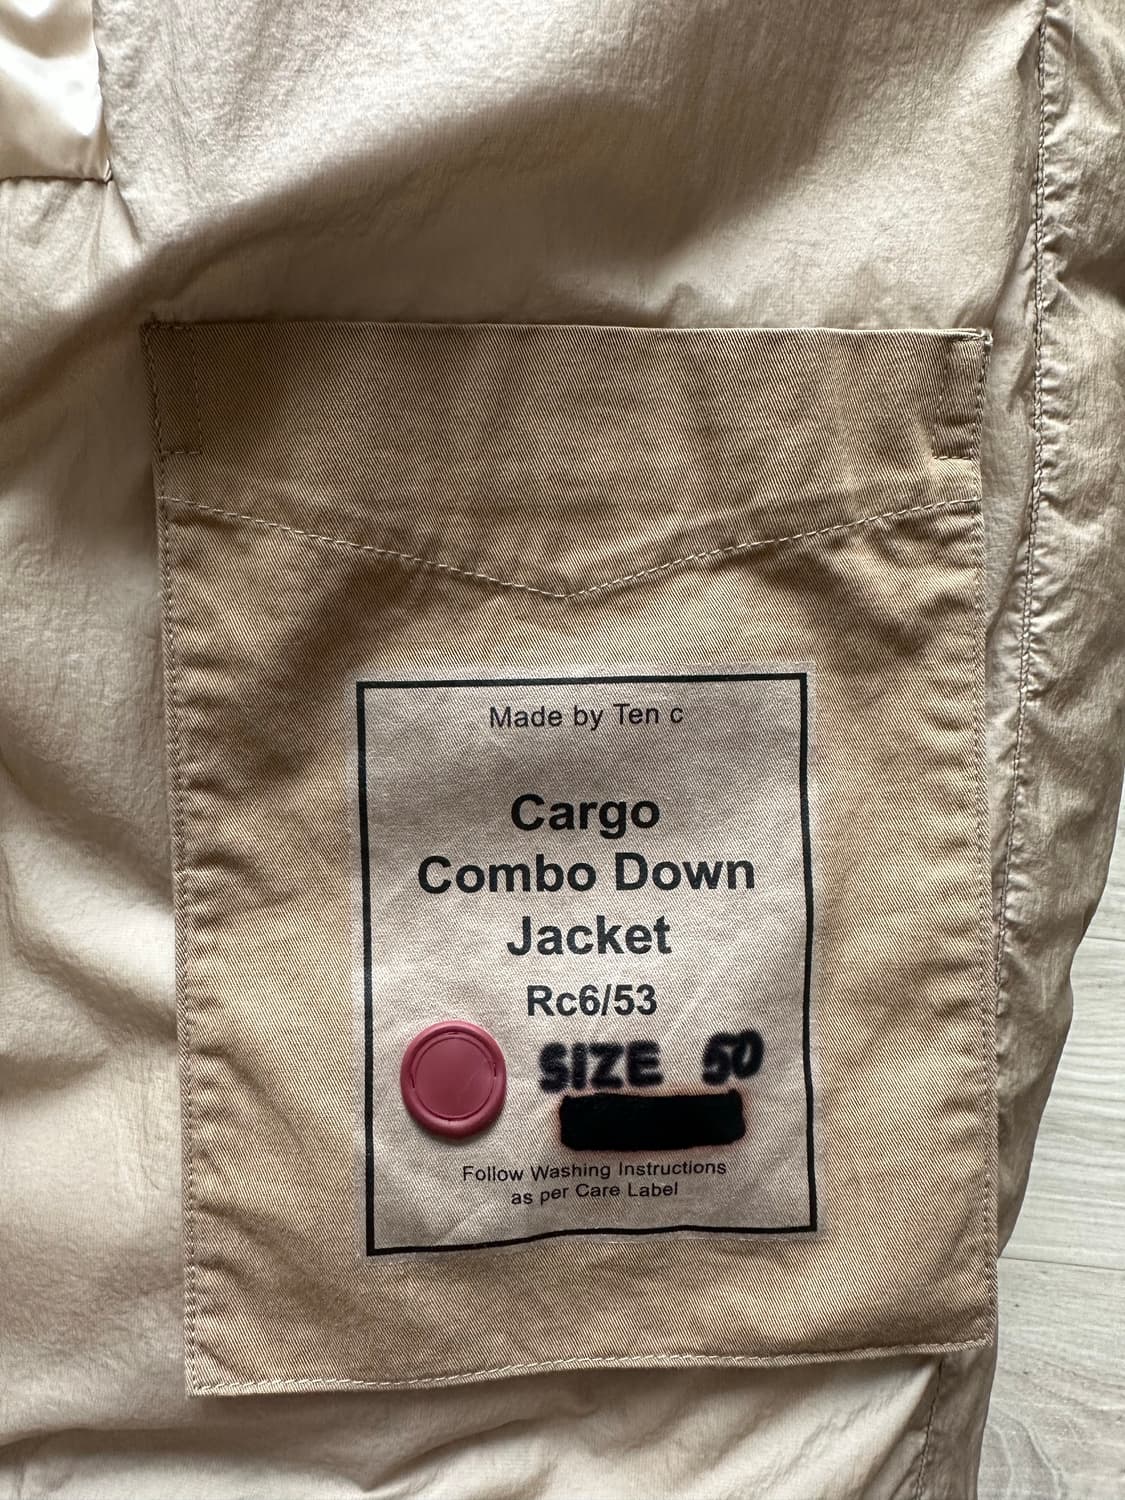 Made by Ten c
Cargo
Combo Down
Jacket
Rc6/53
SIZE 50
Follow Washing Instructions
as per Care Label